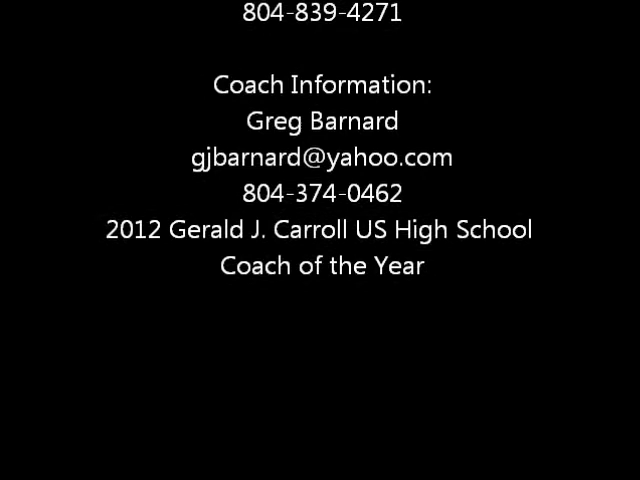 804-839-4271
Coach Information:
Greg Barnard
gjbarnard@yahoo.com
804-374-0462
2012 Gerald J. Carroll US High School
Coach of the Year